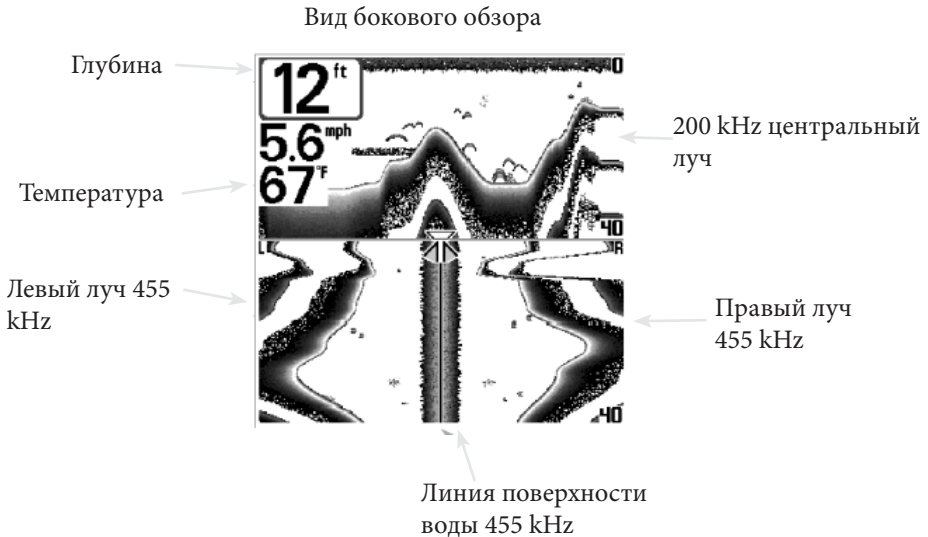 Вид бокового обзора
Глубина
12 ft
0
5.6 mph
67 °F
200 kHz центральный
луч
Температура
40
L
R
Левый луч 455
kHz
Правый луч
455 kHz
40
Линия поверхности
воды 455 kHz